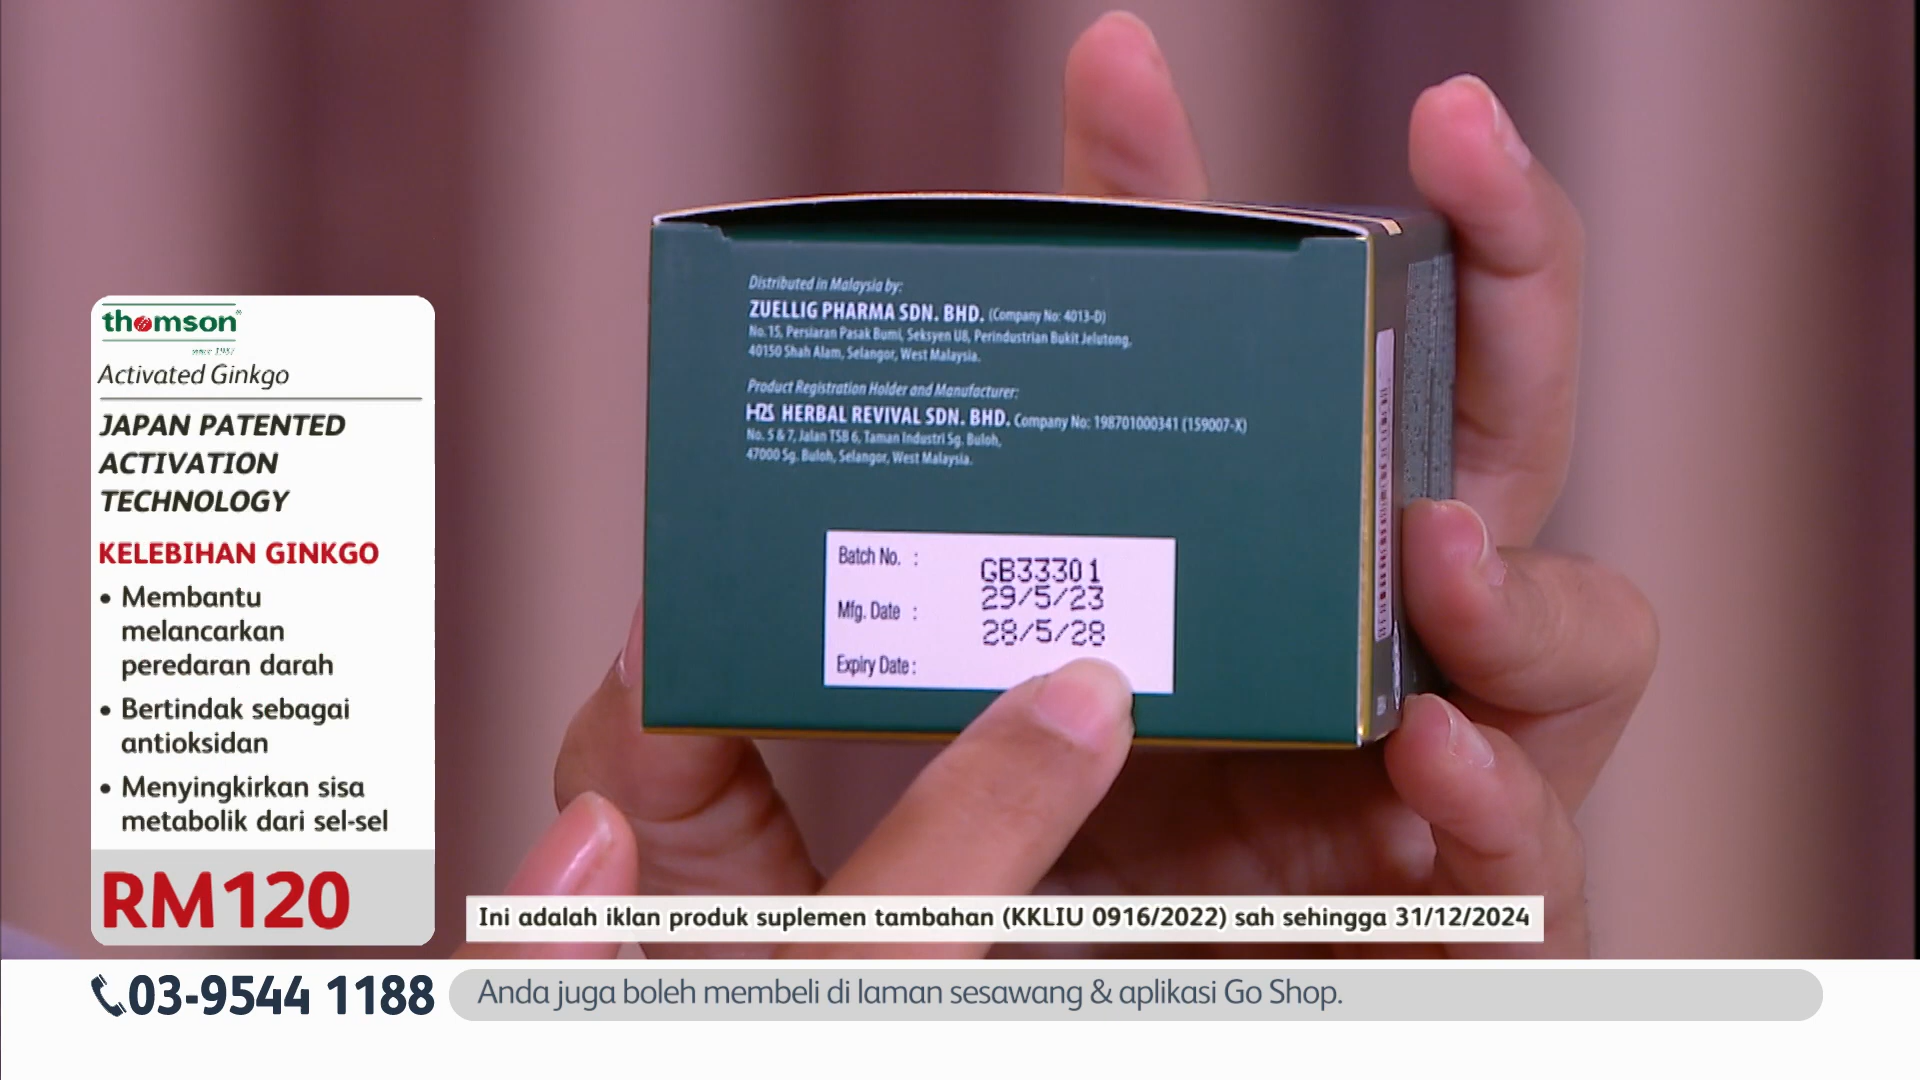 thomson®
since 1987
Activated Ginkgo
JAPAN PATENTED
ACTIVATION
TECHNOLOGY
KELEBIHAN GINKGO
• Membantu
melancarkan
peredaran darah
• Bertindak sebagai
antioksidan
• Menyingkirkan sisa
metabolik dari sel-sel
RM120
Distributed in Malaysia by:
ZUELLIG PHARMA SDN. BHD. (Company No: 4013-D)
No. 15, Persiaran Pasak Bumi, Seksyen U8, Perindustrian Bukit Jelutong,
40150 Shah Alam, Selangor, West Malaysia.
Product Registration Holder and Manufacturer:
HERBAL REVIVAL SDN. BHD. Company No: 198701000341 (159007-X)
No. 5 & 7, Jalan TSB 6, Taman Industri Sg. Buloh,
47000 Sg. Buloh, Selangor, West Malaysia.
Batch No. : GB33301
Mfg. Date : 29/5/23
Expiry Date : 28/5/28
Ini adalah iklan produk suplemen tambahan (KKLIU 0916/2022) sah sehingga 31/12/2024
03-9544 1188
Anda juga boleh membeli di laman sesawang & aplikasi Go Shop.